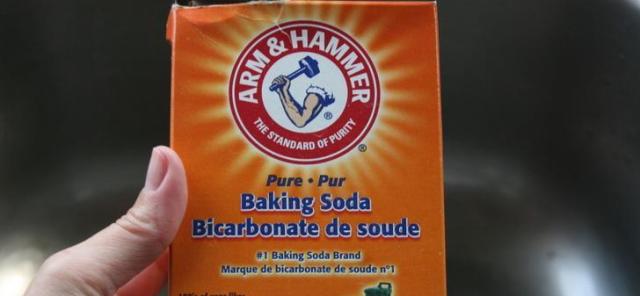 ARM & HAMMER
THE STANDARD OF PURITY
®
®
Pure • Pur
Baking Soda
Bicarbonate de soude
#1 Baking Soda Brand
Marque de bicarbonate de soude n°1